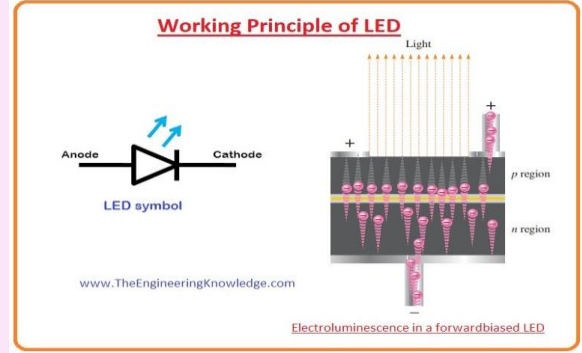 Working Principle of LED
Light
Anode
Cathode
LED symbol
www.TheEngineeringKnowledge.com
+
+
p region
n region
–
Electroluminescence in a forwardbiased LED